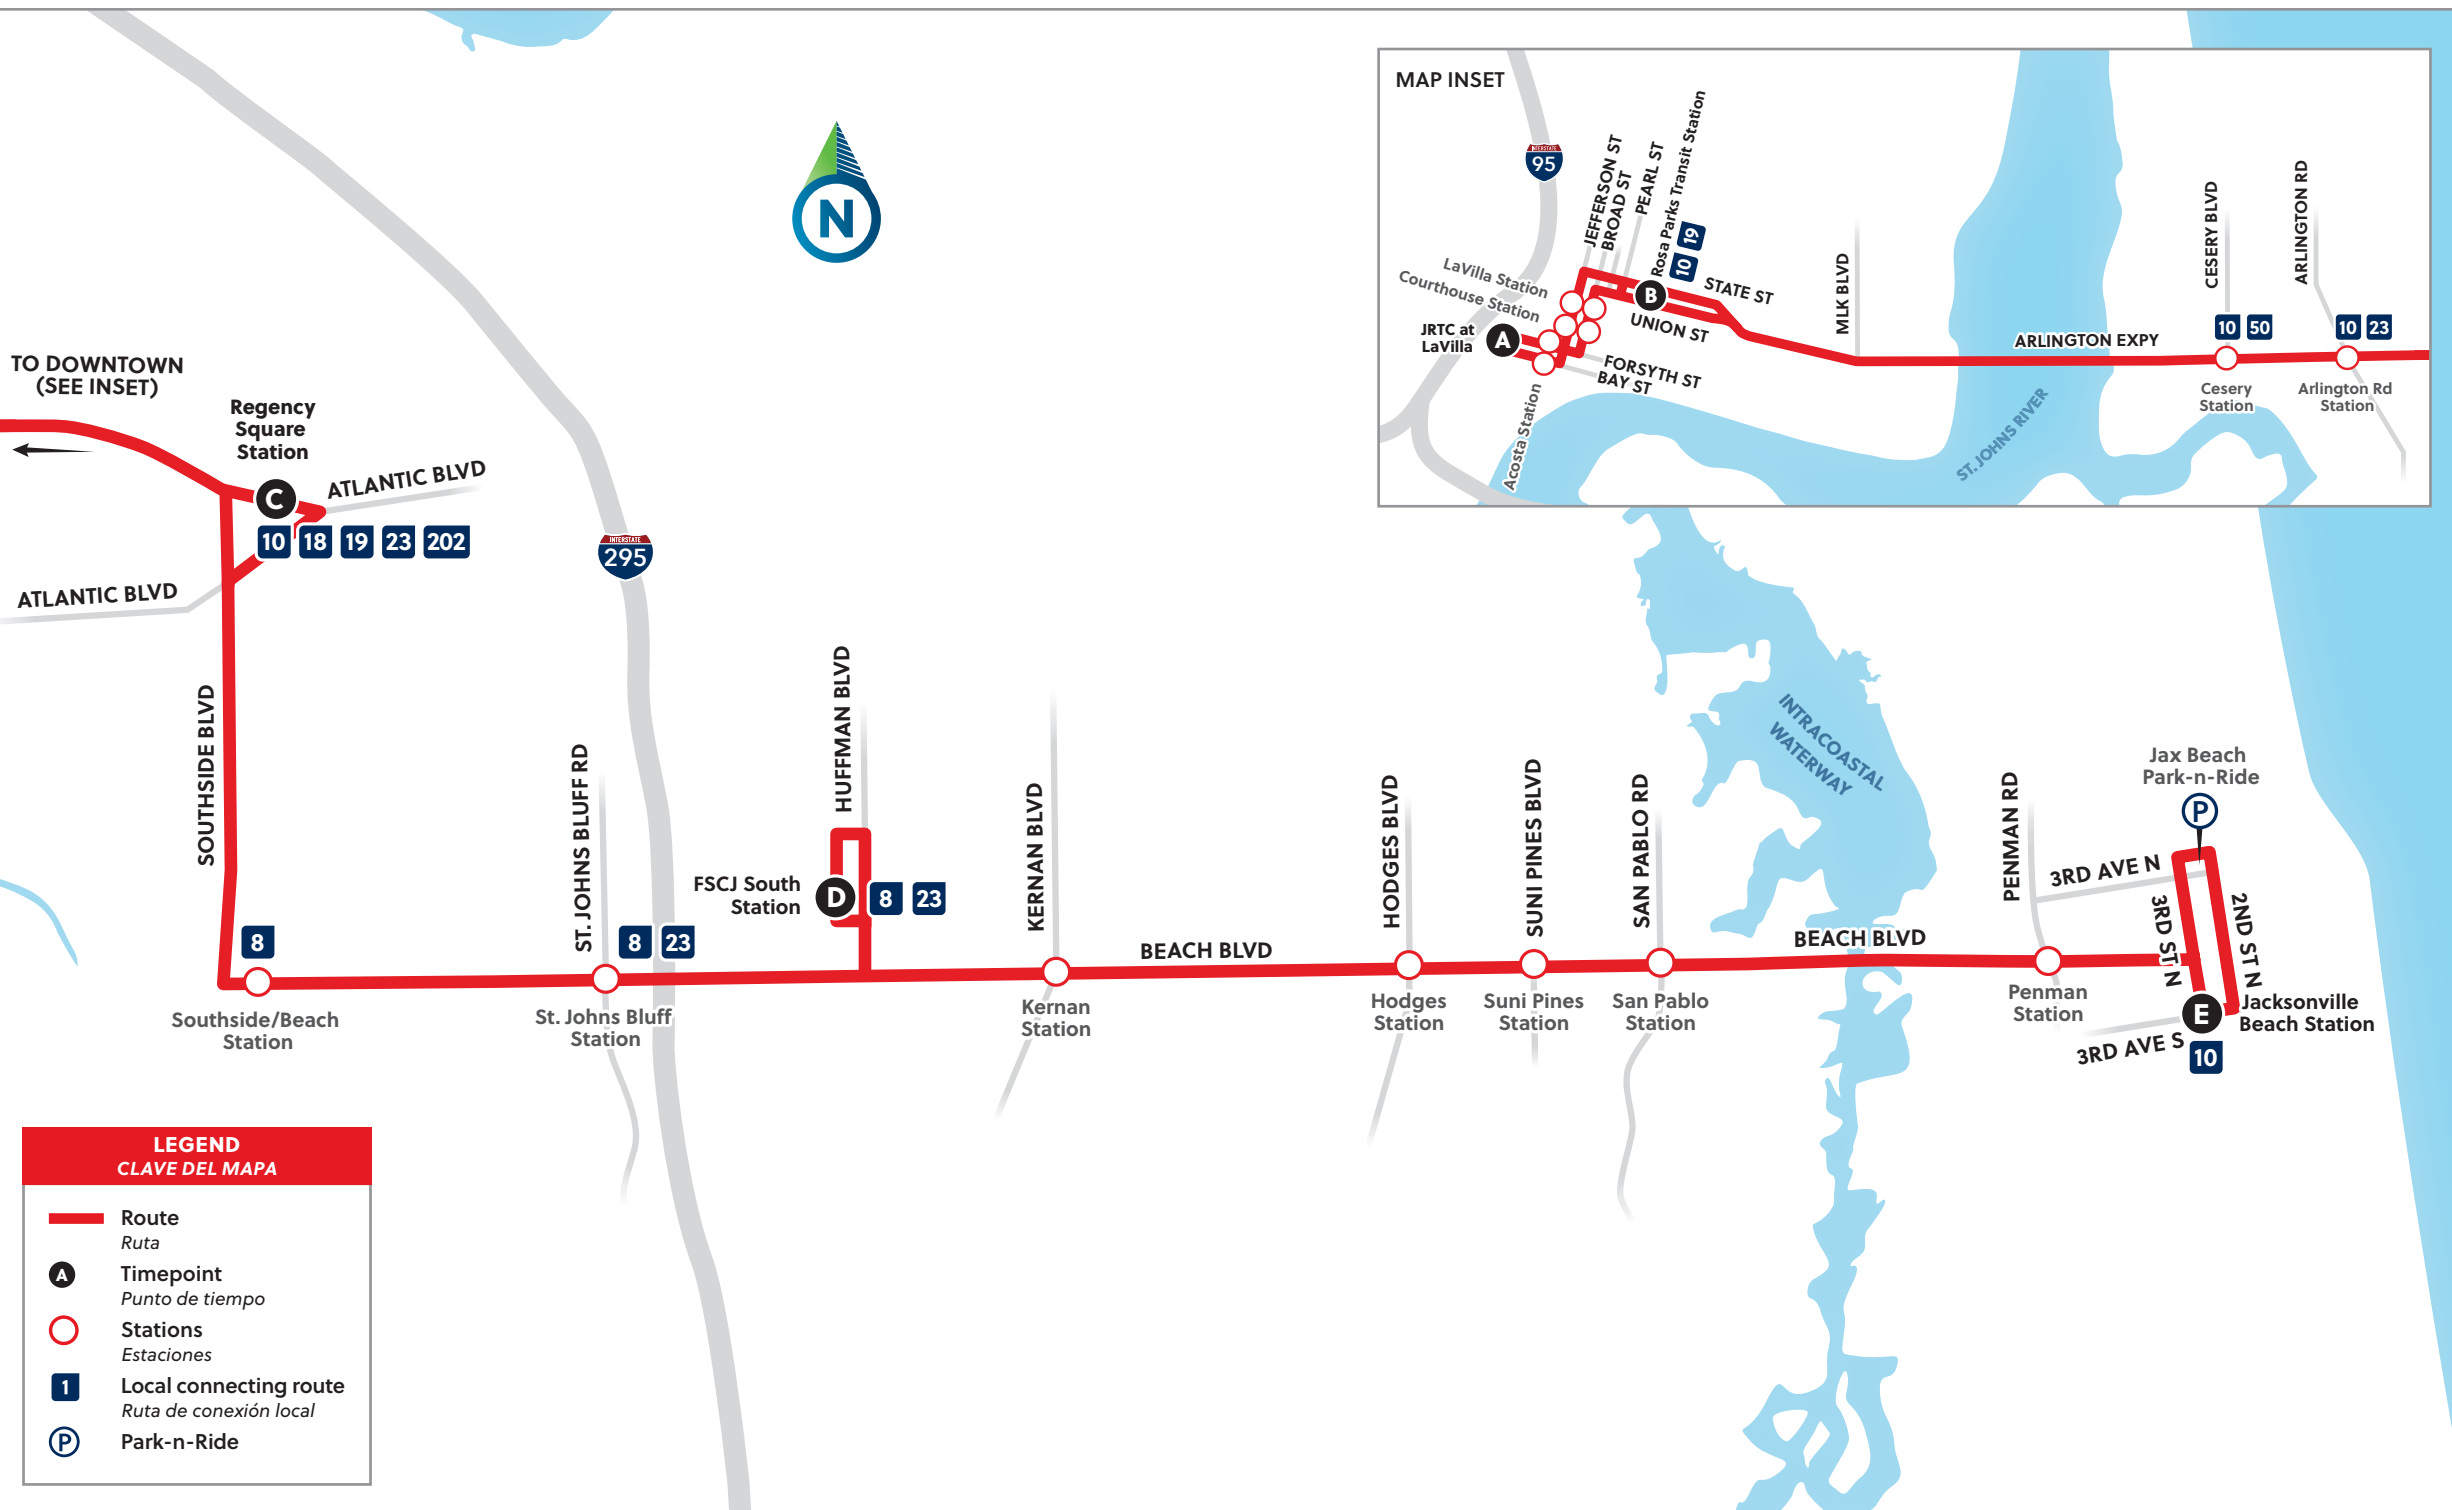 MAP INSET
INTERSTATE
95
JEFFERSON ST
BROAD ST
PEARL ST
Rosa Parks Transit Station
10 19
LaVilla Station
Courthouse Station
JRTC at
LaVilla
A
B
STATE ST
UNION ST
FORSYTH ST
BAY ST
Acosta Station
MLK BLVD
ARLINGTON EXPY
ST. JOHNS RIVER
CESERY BLVD
10 50
Cesery
Station
ARLINGTON RD
10 23
Arlington Rd
Station
N
TO DOWNTOWN
(SEE INSET)
Regency
Square
Station
C
ATLANTIC BLVD
10 18 19 23 202
ATLANTIC BLVD
INTERSTATE
295
SOUTHSIDE BLVD
8
Southside/Beach
Station
ST. JOHNS BLUFF RD
8 23
St. Johns Bluff
Station
HUFFMAN BLVD
FSCJ South
Station
D
8 23
KERNAN BLVD
Kernan
Station
BEACH BLVD
HODGES BLVD
Hodges
Station
SUNI PINES BLVD
Suni Pines
Station
SAN PABLO RD
San Pablo
Station
INTRACOASTAL
WATERWAY
BEACH BLVD
PENMAN RD
Penman
Station
Jax Beach
Park-n-Ride
P
3RD AVE N
3RD ST N
2ND ST N
E
Jacksonville
Beach Station
3RD AVE S
10
LEGEND
CLAVE DEL MAPA
Route
Ruta
A
Timepoint
Punto de tiempo
Stations
Estaciones
1
Local connecting route
Ruta de conexión local
P
Park-n-Ride